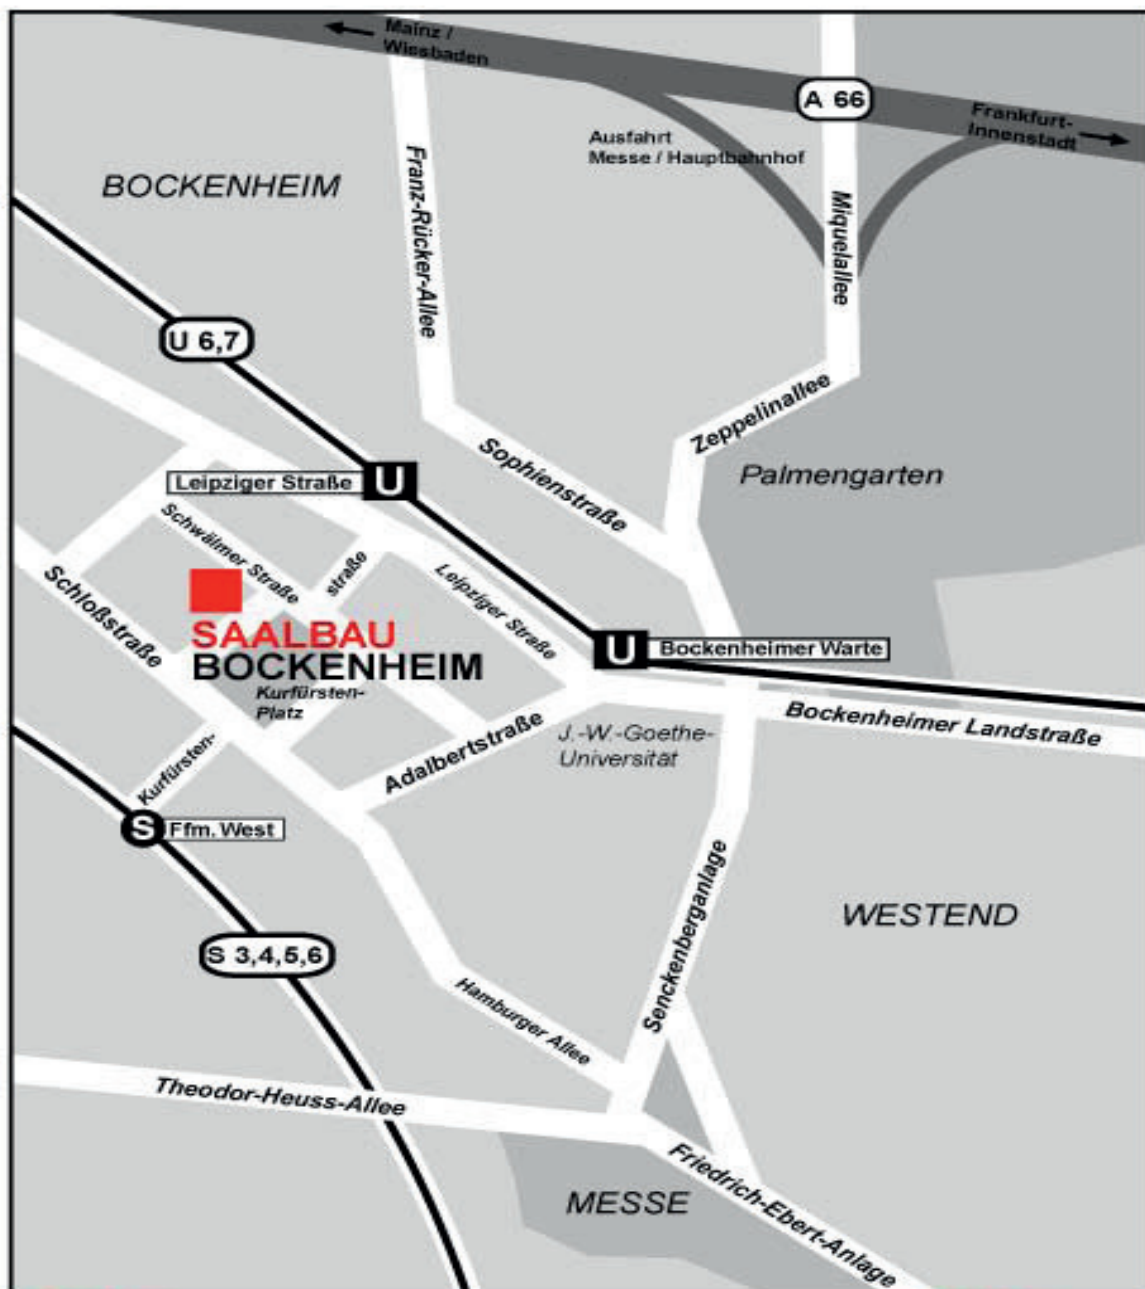 Mainz /
Wiesbaden
A 66
Frankfurt-
Innenstadt
Ausfahrt
Messe / Hauptbahnhof
BOCKENHEIM
Franz-Rücker-Allee
Miquelallee
U 6,7
Zeppelinallee
Sophienstraße
Palmengarten
Leipziger Straße
U
Schwälmer Straße
straße
Leipziger Straße
Schloßstraße
SAALBAU
BOCKENHEIM
U
Bockenheimer Warte
Kurfürsten-
Platz
Bockenheimer Landstraße
Adalbertstraße
J.-W.-Goethe-
Universität
Kurfürsten-
S
Ffm. West
Senckenberganlage
WESTEND
S 3,4,5,6
Hamburger Allee
Theodor-Heuss-Allee
Friedrich-Ebert-Anlage
MESSE